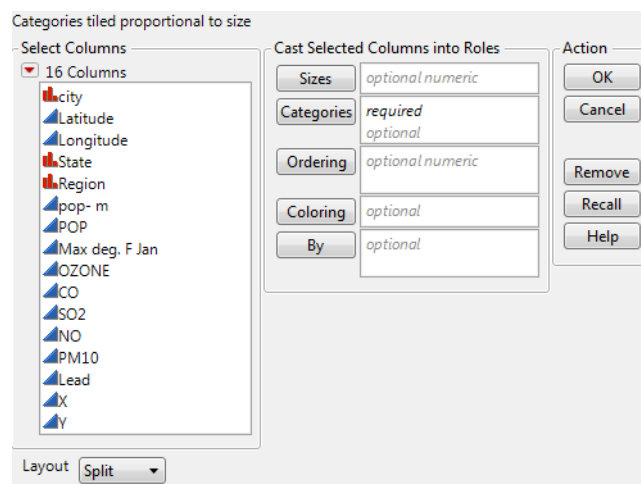 Categories tiled proportional to size
Select Columns
16 Columns
city
Latitude
Longitude
State
Region
pop- m
POP
Max deg. F Jan
OZONE
CO
SO2
NO
PM10
Lead
X
Y
Layout Split
Cast Selected Columns into Roles
Sizes optional numeric
Categories required
optional
Ordering optional numeric
Coloring optional
By optional
Action
OK
Cancel
Remove
Recall
Help